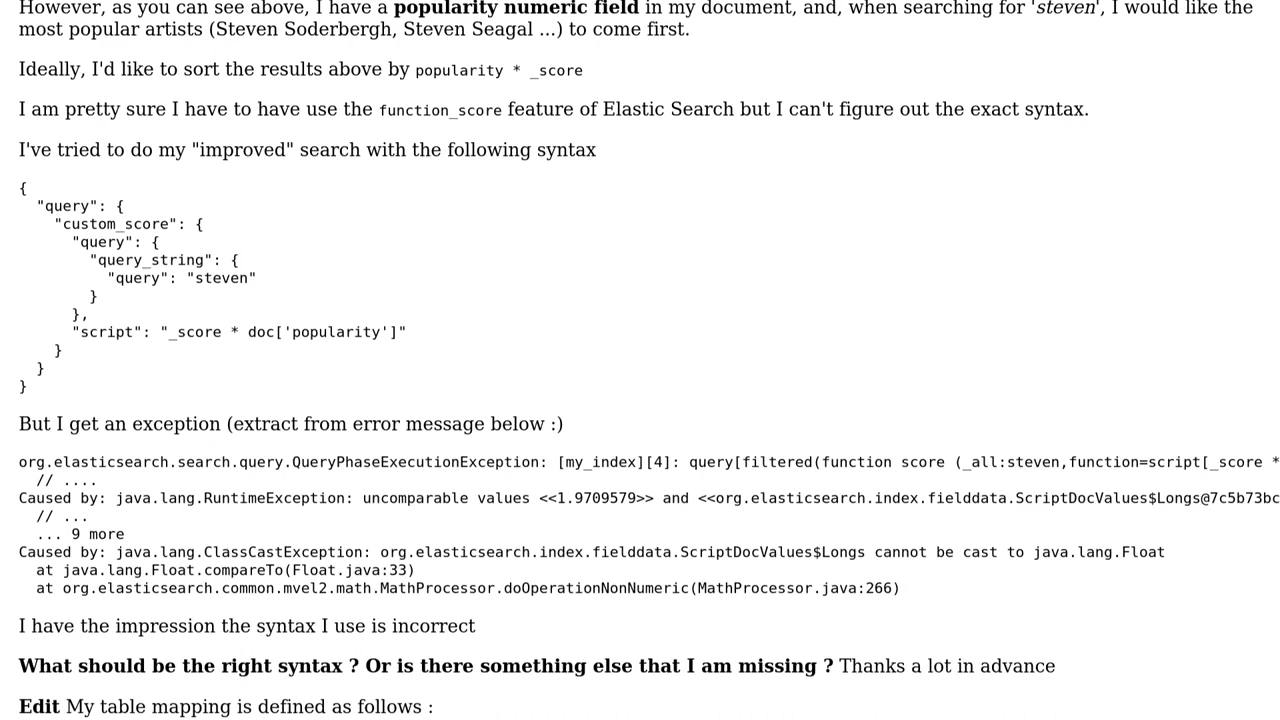 However, as you can see above, I have a popularity numeric field in my document, and, when searching for 'steven', I would like the
most popular artists (Steven Soderbergh, Steven Seagal ...) to come first.
Ideally, I'd like to sort the results above by popularity * _score
I am pretty sure I have to have use the function_score feature of Elastic Search but I can't figure out the exact syntax.
I've tried to do my "improved" search with the following syntax
{
  "query": {
    "custom_score": {
      "query": {
        "query_string": {
          "query": "steven"
        }
      },
      "script": "_score * doc['popularity']"
    }
  }
}
But I get an exception (extract from error message below :)
org.elasticsearch.search.query.QueryPhaseExecutionException: [my_index][4]: query[filtered(function score (_all:steven,function=script[_score *
  // ....
Caused by: java.lang.RuntimeException: uncomparable values <<1.9709579>> and <<org.elasticsearch.index.fielddata.ScriptDocValues$Longs@7c5b73bc
  // ...
  ... 9 more
Caused by: java.lang.ClassCastException: org.elasticsearch.index.fielddata.ScriptDocValues$Longs cannot be cast to java.lang.Float
  at java.lang.Float.compareTo(Float.java:33)
  at org.elasticsearch.common.mvel2.math.MathProcessor.doOperationNonNumeric(MathProcessor.java:266)
I have the impression the syntax I use is incorrect
What should be the right syntax ? Or is there something else that I am missing ? Thanks a lot in advance
Edit My table mapping is defined as follows :